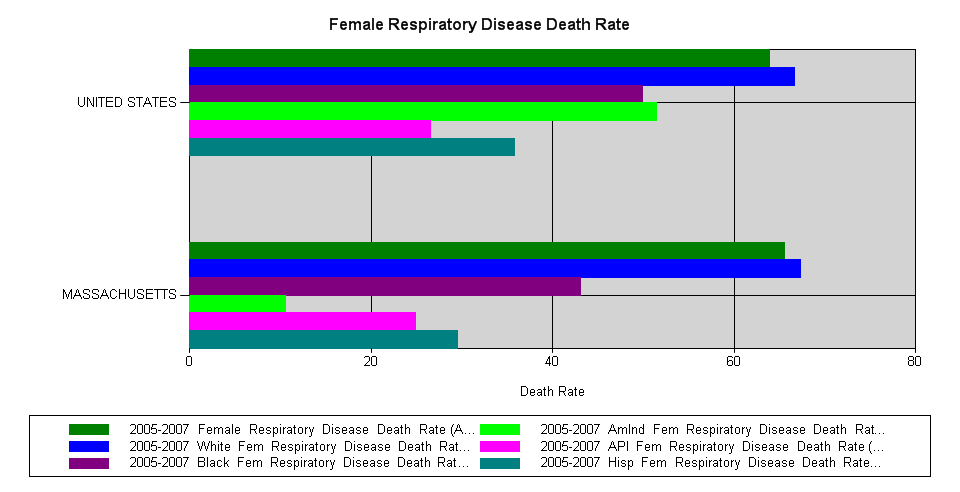 Female Respiratory Disease Death Rate
UNITED STATES
MASSACHUSETTS
0 20 40 60 80
Death Rate
2005-2007 Female Respiratory Disease Death Rate (A... 2005-2007 AmInd Fem Respiratory Disease Death Rat...
2005-2007 White Fem Respiratory Disease Death Rat... 2005-2007 API Fem Respiratory Disease Death Rate (...
2005-2007 Black Fem Respiratory Disease Death Rat... 2005-2007 Hisp Fem Respiratory Disease Death Rate...